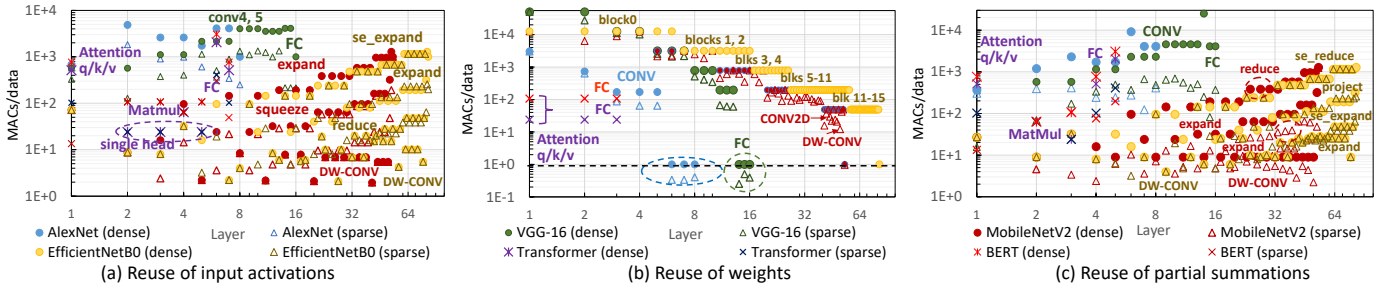 MACs/data
1E+4
1E+3
1E+2
1E+1
1E+0
conv4, 5
FC
Attention
q/k/v
FC
Matmul
single head
expand
squeeze
se_expand
expand
reduce
DW-CONV
DW-CONV
1 2 4 8 16 32 64
Layer
MACs/data
1E+4
1E+3
1E+2
1E+1
1E+0
1E-1
block0
blocks 1, 2
blks 3, 4
blks 5-11
blk 11-15
CONV
FC
FC
Attention
q/k/v
CONV2D
DW-CONV
FC
1 2 4 8 16 32 64
Layer
MACs/data
1E+4
1E+3
1E+2
1E+1
1E+0
Attention
q/k/v
FC
CONV
FC
MatMul
expand
reduce
expand
se_reduce
project
se_expand
expand
DW-CONV
DW-CONV
1 2 4 8 16 32 64
Layer
AlexNet (dense) AlexNet (sparse) VGG-16 (dense) VGG-16 (sparse) MobileNetV2 (dense) MobileNetV2 (sparse)
EfficientNetB0 (dense) EfficientNetB0 (sparse) Transformer (dense) Transformer (sparse) BERT (dense) BERT (sparse)
(a) Reuse of input activations
(b) Reuse of weights
(c) Reuse of partial summations